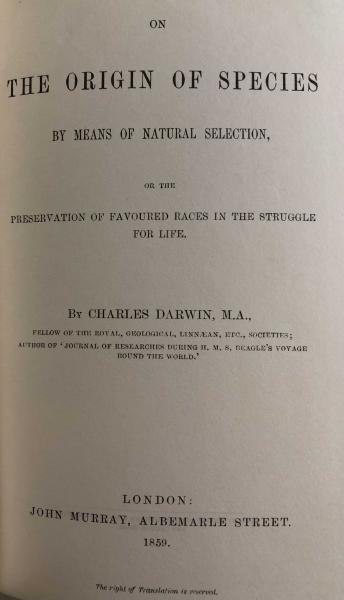 ON
THE ORIGIN OF SPECIES
BY MEANS OF NATURAL SELECTION,
OR THE
PRESERVATION OF FAVOURED RACES IN THE STRUGGLE
FOR LIFE.
BY CHARLES DARWIN, M.A.,
FELLOW OF THE ROYAL, GEOLOGICAL, LINNÆAN, ETC., SOCIETIES;
AUTHOR OF 'JOURNAL OF RESEARCHES DURING H. M. S. BEAGLE'S VOYAGE
ROUND THE WORLD.'
LONDON:
JOHN MURRAY, ALBEMARLE STREET.
1859.
The right of Translation is reserved.